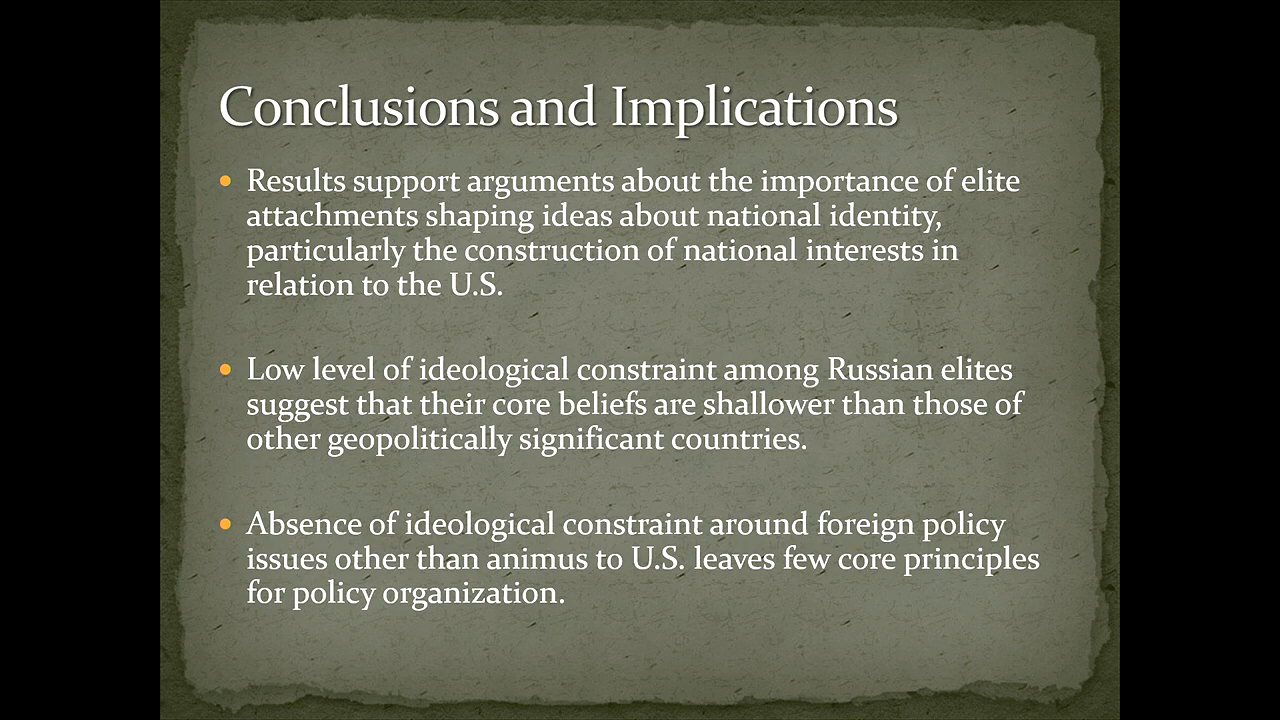 Conclusions and Implications
• Results support arguments about the importance of elite
attachments shaping ideas about national identity,
particularly the construction of national interests in
relation to the U.S.
• Low level of ideological constraint among Russian elites
suggest that their core beliefs are shallower than those of
other geopolitically significant countries.
• Absence of ideological constraint around foreign policy
issues other than animus to U.S. leaves few core principles
for policy organization.